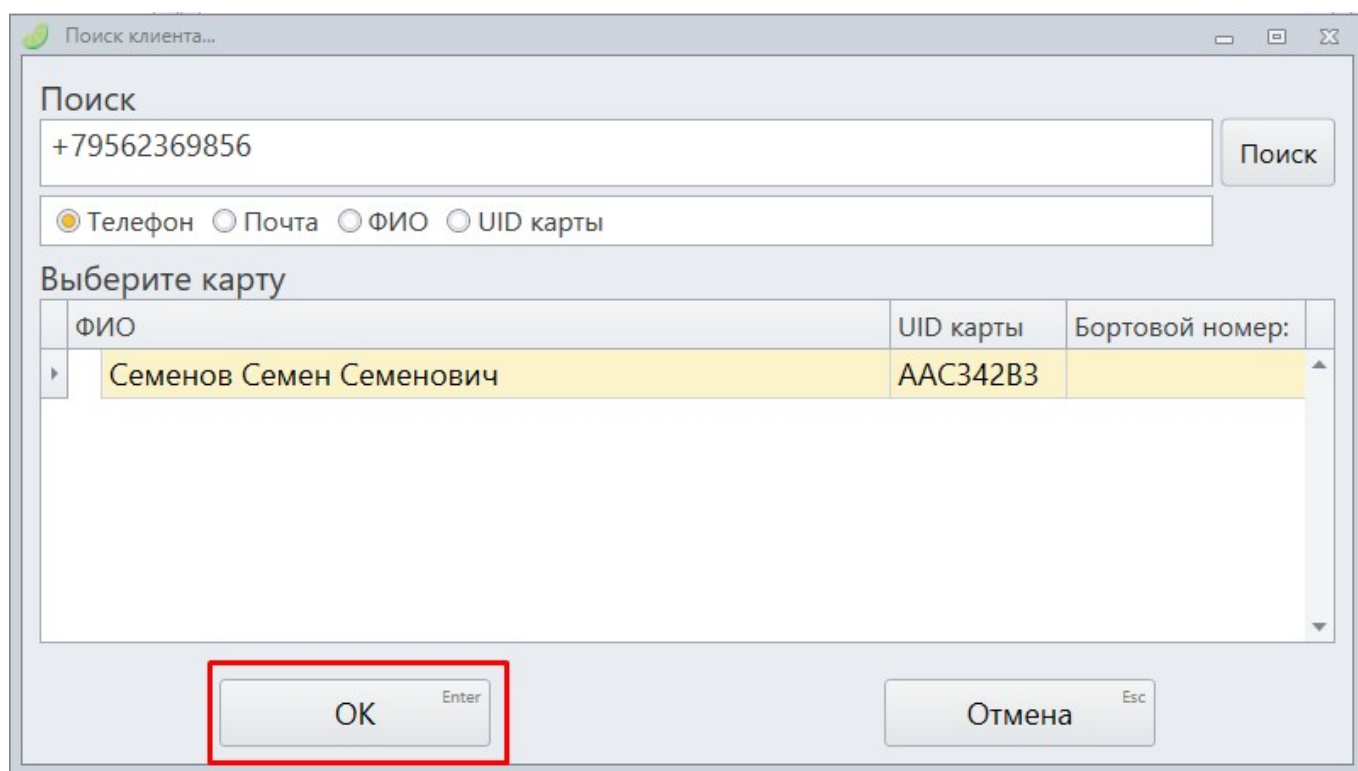 Поиск клиента...
Поиск
+79562369856
Поиск
Телефон Почта ФИО UID карты
Выберите карту
ФИО UID карты Бортовой номер:
Семенов Семен Семенович AAC342B3
OK Enter
Отмена Esc